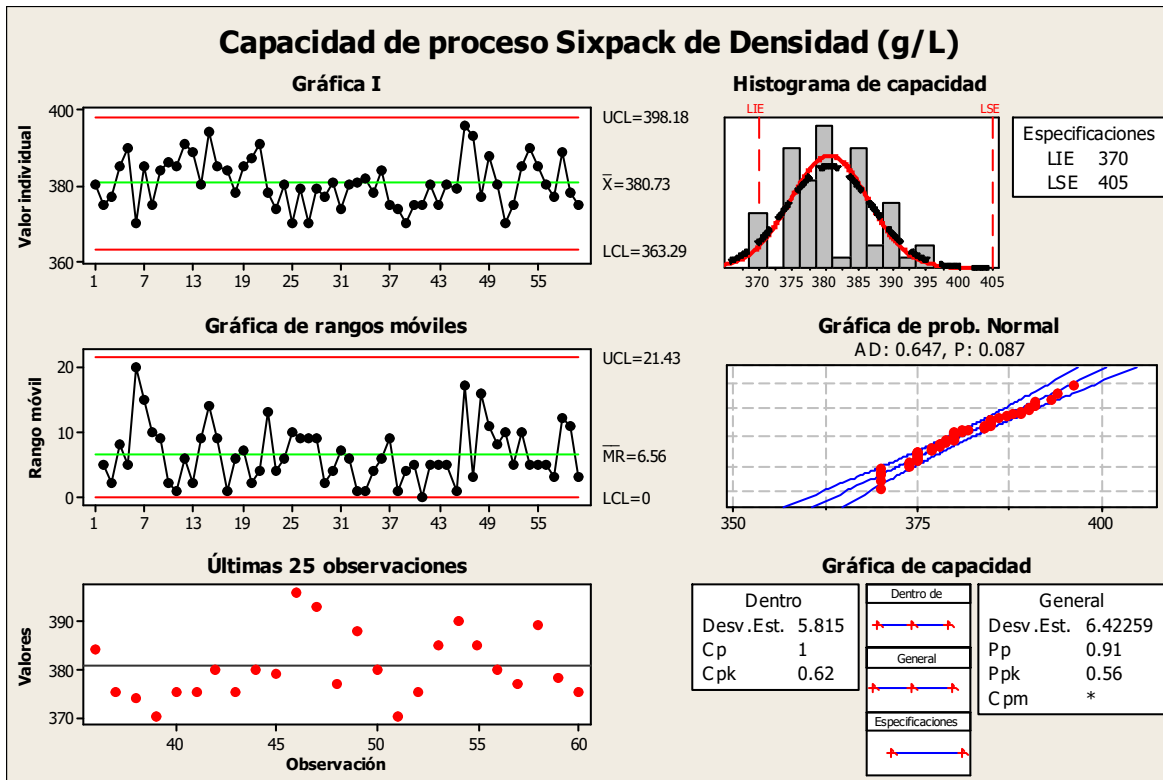 Capacidad de proceso Sixpack de Densidad (g/L)
Gráfica I
Valor individual
400
380
360
1 7 13 19 25 31 37 43 49 55
UCL=398.18
X̅=380.73
LCL=363.29
Gráfica de rangos móviles
Rango móvil
20
10
0
1 7 13 19 25 31 37 43 49 55
UCL=21.43
M̅R̅=6.56
LCL=0
Últimas 25 observaciones
Valores
390
380
370
40 45 50 55 60
Observación
Histograma de capacidad
LIE LSE
370 375 380 385 390 395 400 405
Especificaciones
LIE 370
LSE 405
Gráfica de prob. Normal
AD: 0.647, P: 0.087
350 375 400
Gráfica de capacidad
Dentro
Desv.Est. 5.815
Cp 1
Cpk 0.62
Dentro de
General
Especificaciones
General
Desv.Est. 6.42259
Pp 0.91
Ppk 0.56
Cpm *